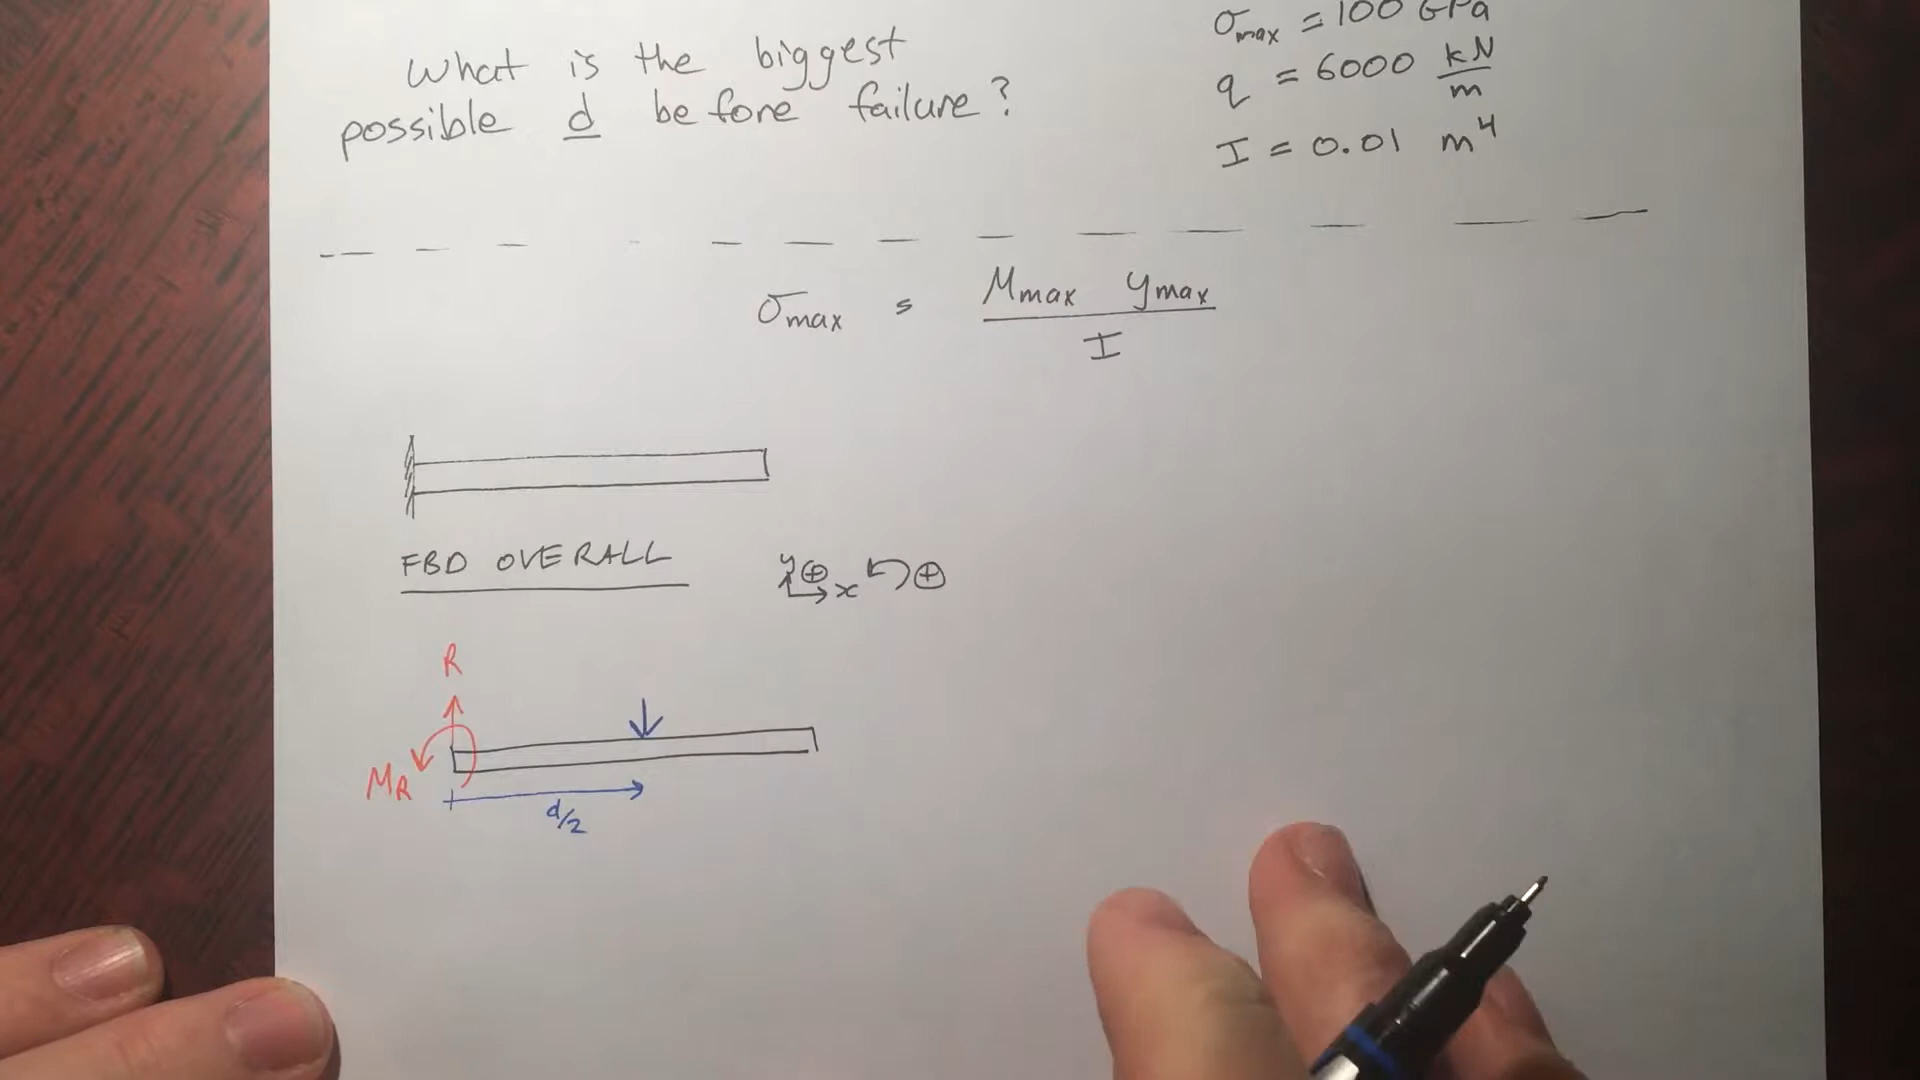 What is the biggest
possible d before failure?
σmax = 100 GPa
q = 6000 kN/m
I = 0.01 m⁴
σmax = Mmax ymax / I
FBD OVERALL
y ⊕ x ⊕
R
MR
d/2